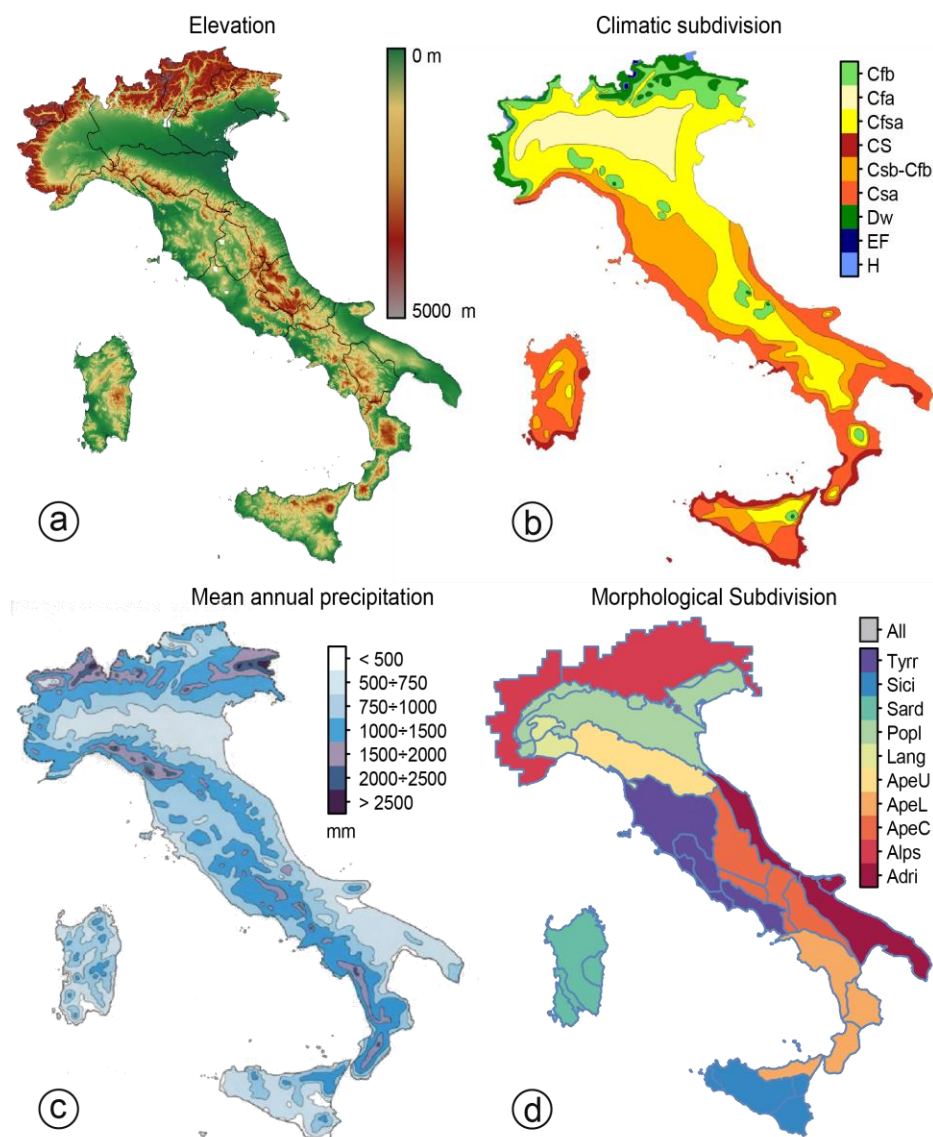 Elevation
0 m
5000 m
a
Climatic subdivision
Cfb
Cfa
Cfsa
CS
Csb-Cfb
Csa
Dw
EF
H
b
Mean annual precipitation
< 500
500÷750
750÷1000
1000÷1500
1500÷2000
2000÷2500
> 2500
mm
c
Morphological Subdivision
All
Tyrr
Sici
Sard
Popl
Lang
ApeU
ApeL
ApeC
Alps
Adri
d